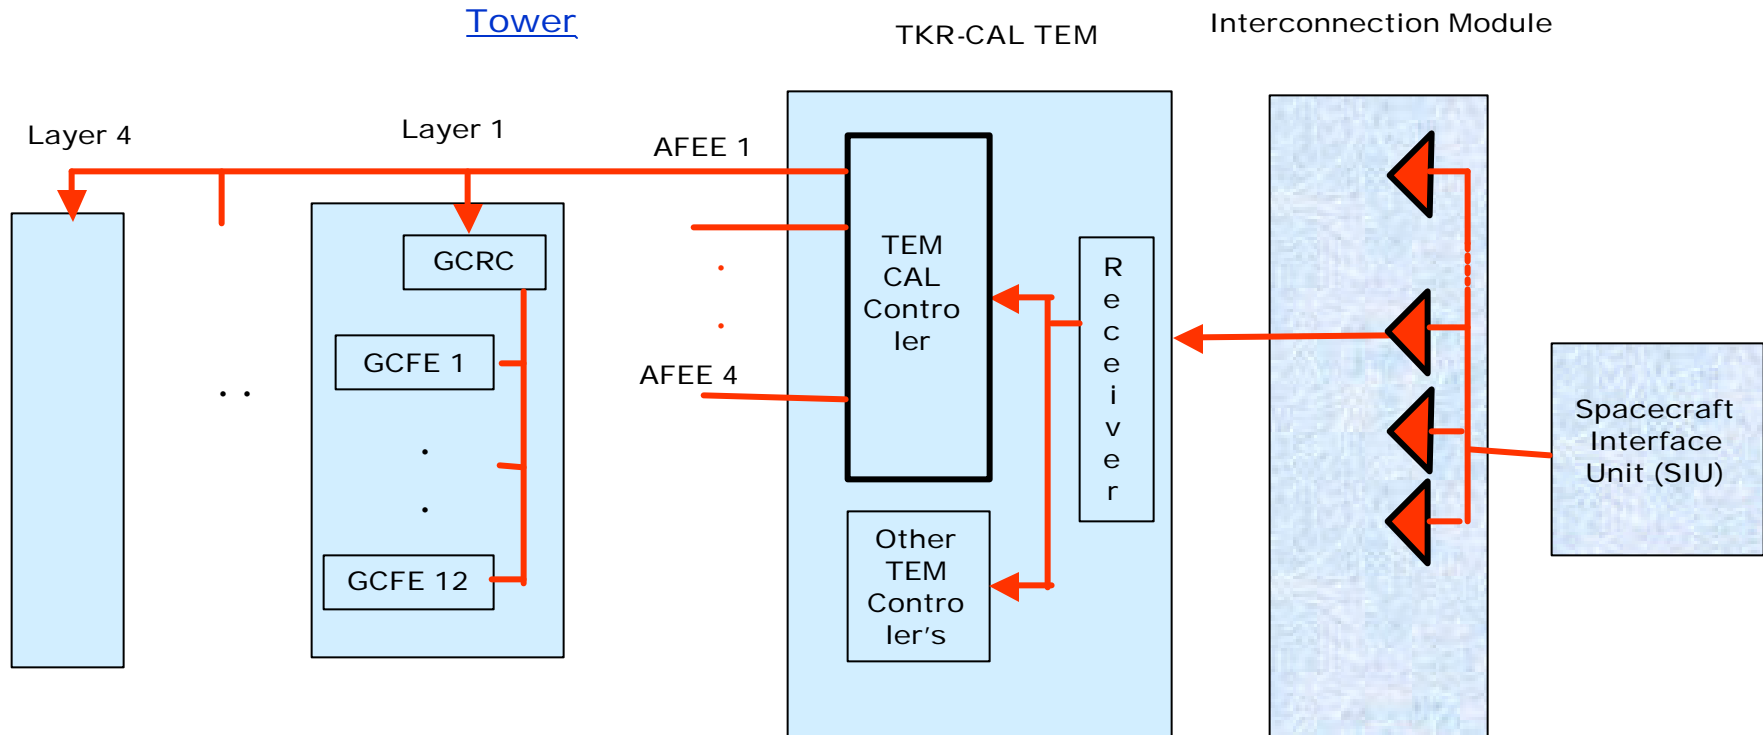 Tower
TKR-CAL TEM
Interconnection Module
Layer 4
Layer 1
AFEE 1
GCRC
GCFE 1
. .
.
.
GCFE 12
.
.
AFEE 4
TEM
CAL
Contro
ler
R
e
c
e
i
v
e
r
Other
TEM
Contro
ler's
Spacecraft
Interface
Unit (SIU)